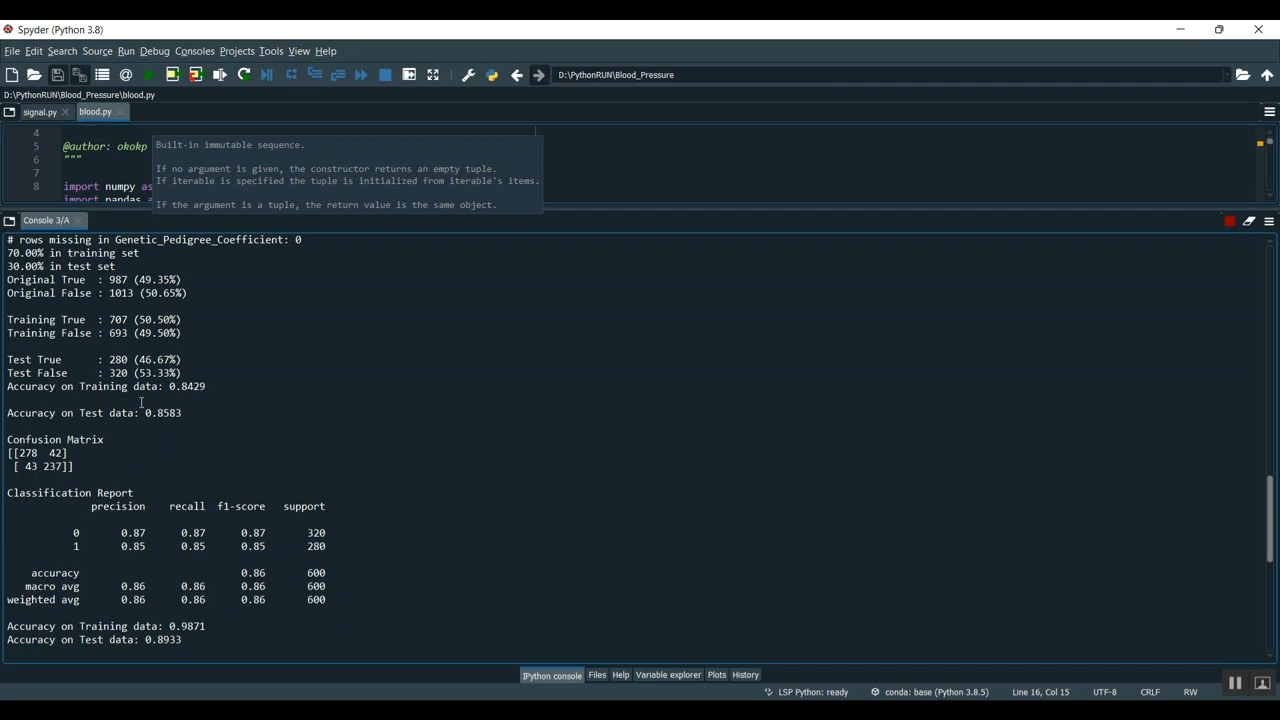 Spyder (Python 3.8)
File Edit Search Source Run Debug Consoles Projects Tools View Help
D:\PythonRUN\Blood_Pressure
D:\PythonRUN\Blood_Pressure\blood.py
signal.py blood.py
4
5 @author: okokp
6 """
7
8 import numpy as
import pandas
Built-in immutable sequence.
If no argument is given, the constructor returns an empty tuple.
If iterable is specified the tuple is initialized from iterable's items.
If the argument is a tuple, the return value is the same object.
Console 3/A
# rows missing in Genetic_Pedigree_Coefficient: 0
70.00% in training set
30.00% in test set
Original True  : 987 (49.35%)
Original False : 1013 (50.65%)
Training True  : 707 (50.50%)
Training False : 693 (49.50%)
Test True      : 280 (46.67%)
Test False     : 320 (53.33%)
Accuracy on Training data: 0.8429
Accuracy on Test data: 0.8583
Confusion Matrix
[[278  42]
 [ 43 237]]
Classification Report
precision recall f1-score support
0 0.87 0.87 0.87 320
1 0.85 0.85 0.85 280
accuracy 0.86 600
macro avg 0.86 0.86 0.86 600
weighted avg 0.86 0.86 0.86 600
Accuracy on Training data: 0.9871
Accuracy on Test data: 0.8933
IPython console Files Help Variable explorer Plots History
LSP Python: ready conda: base (Python 3.8.5) Line 16, Col 15 UTF-8 CRLF RW